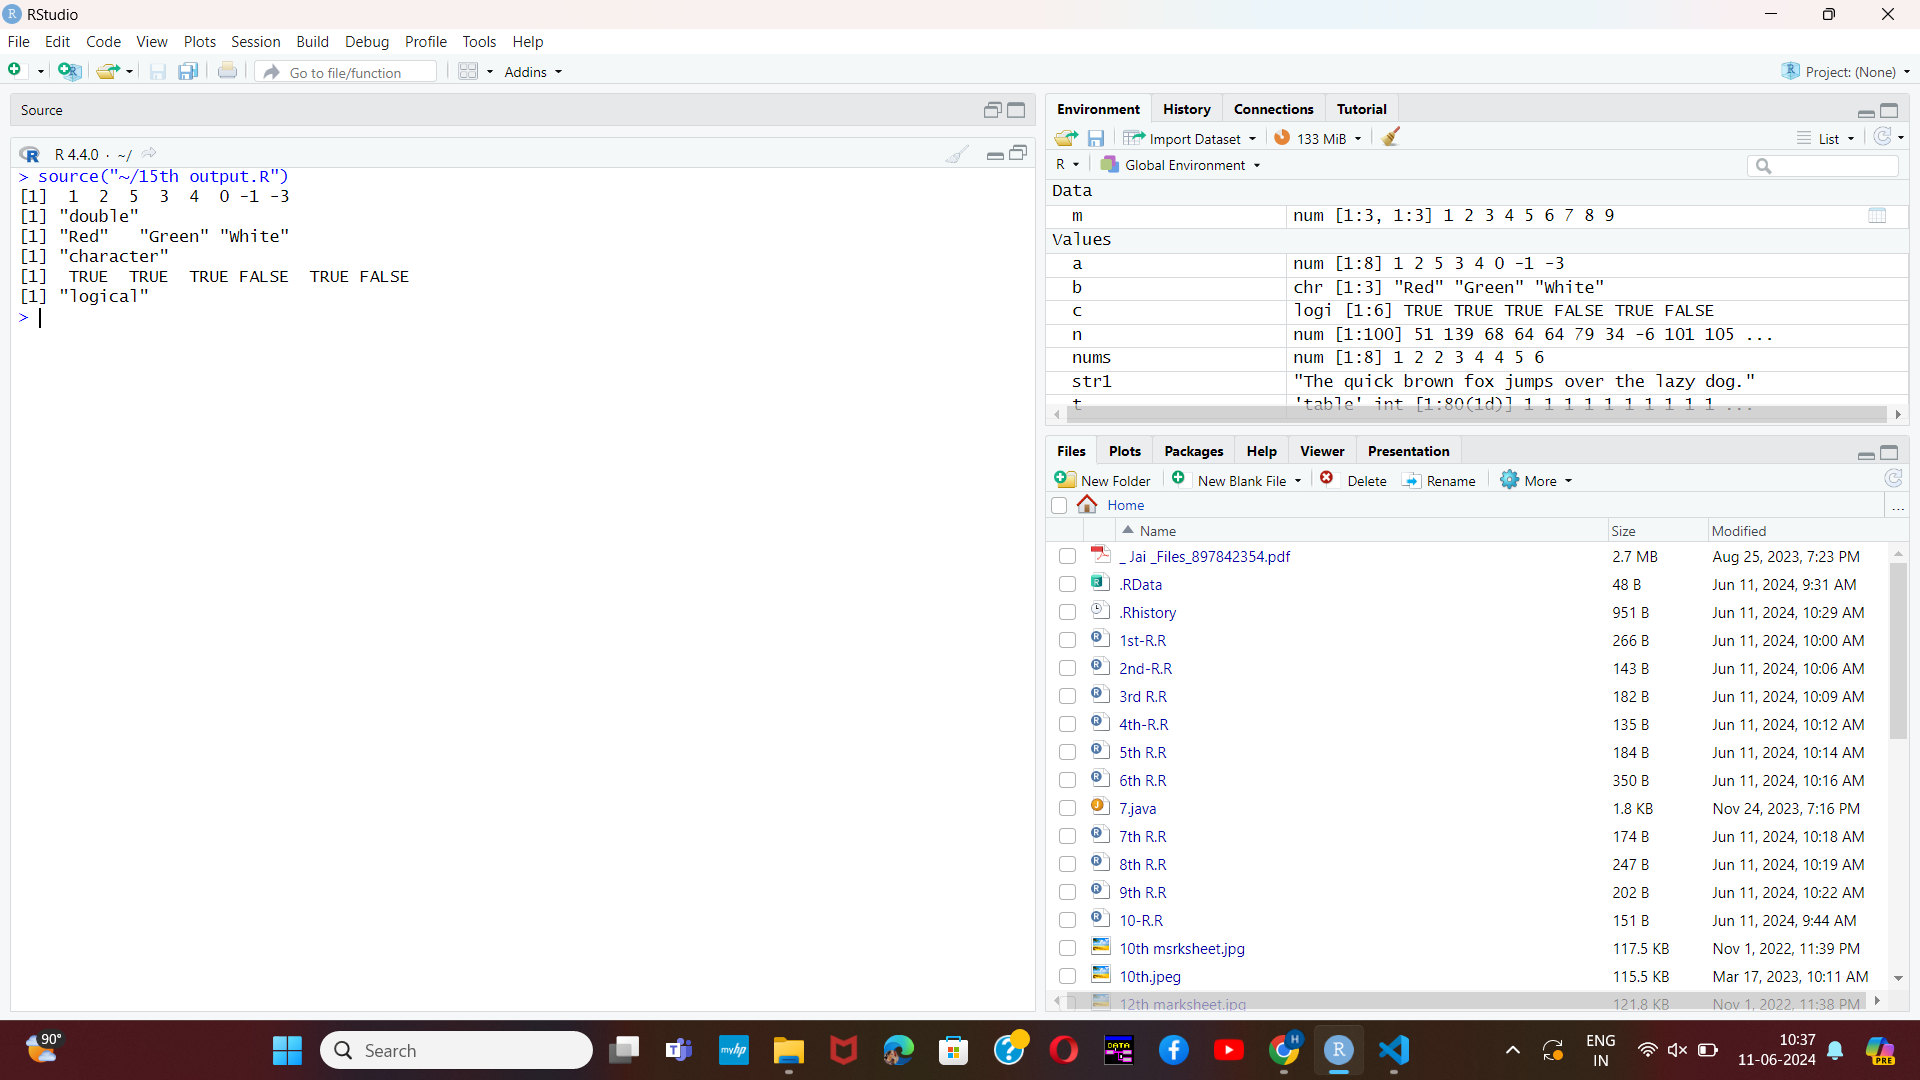 RStudio
File Edit Code View Plots Session Build Debug Profile Tools Help
Go to file/function Addins Project: (None)
Source
R 4.4.0 · ~/
> source("~/15th output.R")
[1]  1  2  5  3  4  0 -1 -3
[1] "double"
[1] "Red"   "Green" "White"
[1] "character"
[1]  TRUE  TRUE  TRUE FALSE  TRUE FALSE
[1] "logical"
>
Environment History Connections Tutorial
Import Dataset 133 MiB List
R Global Environment
Data
m num [1:3, 1:3] 1 2 3 4 5 6 7 8 9
Values
a num [1:8] 1 2 5 3 4 0 -1 -3
b chr [1:3] "Red" "Green" "White"
c logi [1:6] TRUE TRUE TRUE FALSE TRUE FALSE
n num [1:100] 51 139 68 64 64 79 34 -6 101 105 ...
nums num [1:8] 1 2 2 3 4 4 5 6
str1 "The quick brown fox jumps over the lazy dog."
t 'table' int [1:80(1d)] 1 1 1 1 1 1 1 1 1 1 ...
Files Plots Packages Help Viewer Presentation
New Folder New Blank File Delete Rename More
Home ...
Name Size Modified
_ Jai _Files_897842354.pdf 2.7 MB Aug 25, 2023, 7:23 PM
.RData 48 B Jun 11, 2024, 9:31 AM
.Rhistory 951 B Jun 11, 2024, 10:29 AM
1st-R.R 266 B Jun 11, 2024, 10:00 AM
2nd-R.R 143 B Jun 11, 2024, 10:06 AM
3rd R.R 182 B Jun 11, 2024, 10:09 AM
4th-R.R 135 B Jun 11, 2024, 10:12 AM
5th R.R 184 B Jun 11, 2024, 10:14 AM
6th R.R 350 B Jun 11, 2024, 10:16 AM
7.java 1.8 KB Nov 24, 2023, 7:16 PM
7th R.R 174 B Jun 11, 2024, 10:18 AM
8th R.R 247 B Jun 11, 2024, 10:19 AM
9th R.R 202 B Jun 11, 2024, 10:22 AM
10-R.R 151 B Jun 11, 2024, 9:44 AM
10th msrksheet.jpg 117.5 KB Nov 1, 2022, 11:39 PM
10th.jpeg 115.5 KB Mar 17, 2023, 10:11 AM
12th marksheet.jpg 121.8 KB Nov 1, 2022, 11:38 PM
90° Search myhp DATA H R ENG 10:37 PRE
IN 11-06-2024